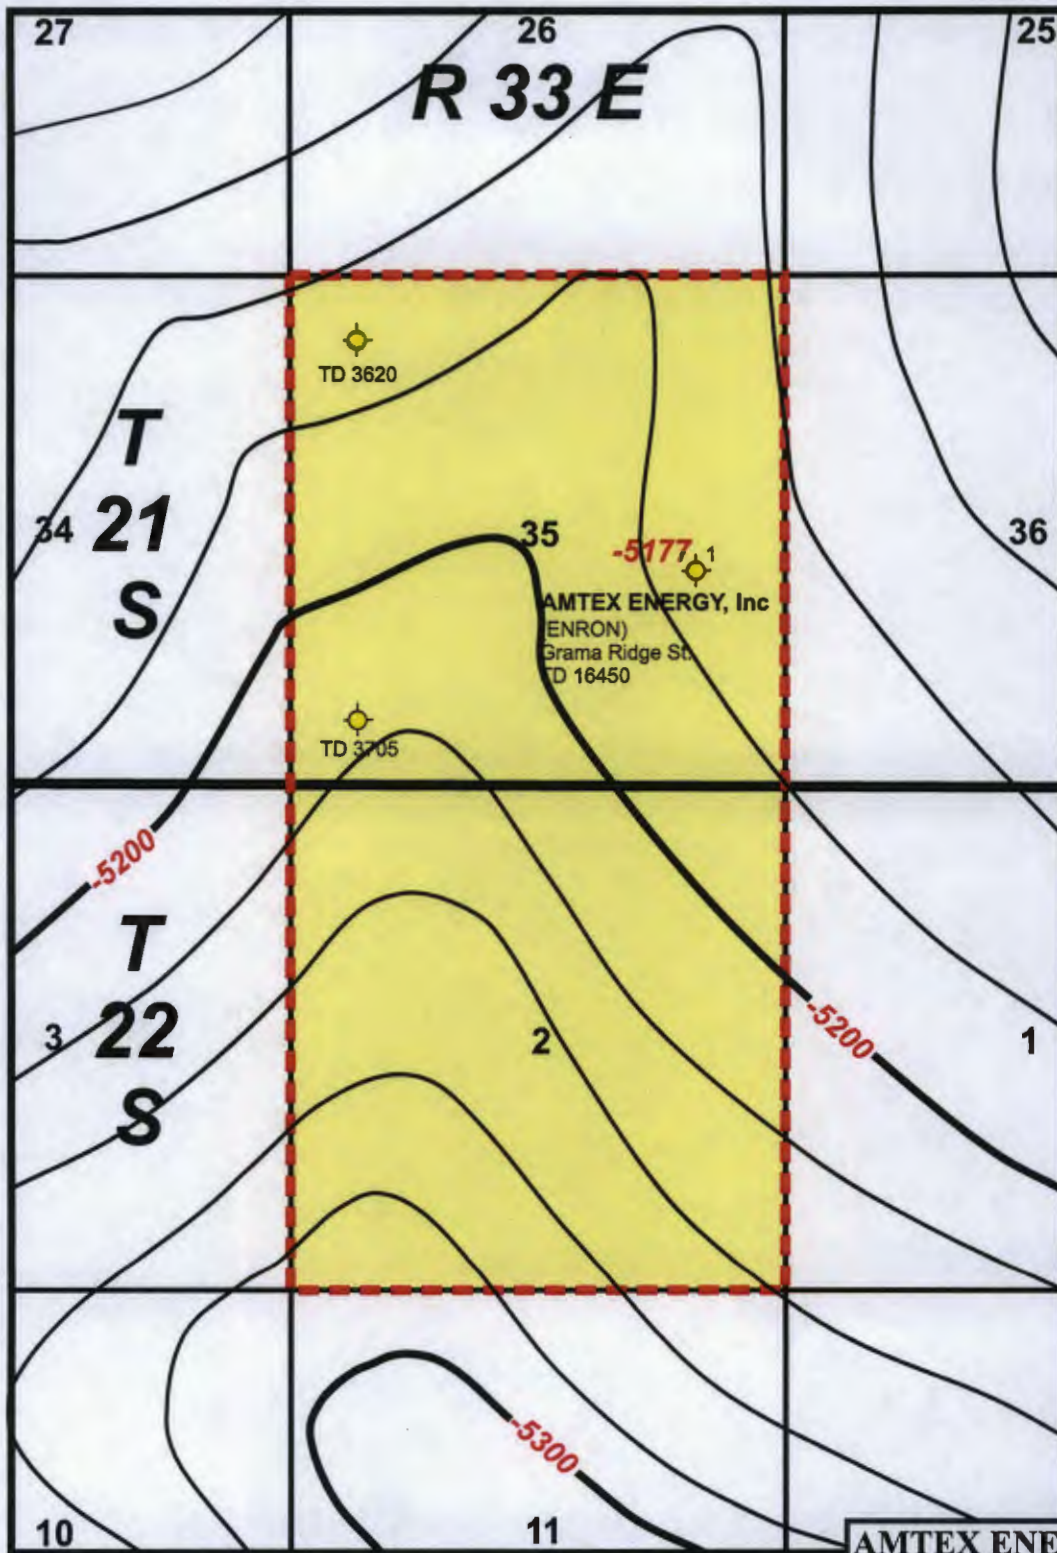 27
26
25
R 33 E
TD 3620
T
21
S
34
35
36
-5177
1
AMTEX ENERGY, Inc
(ENRON)
Grama Ridge St.
TD 16450
TD 3705
-5200
T
22
S
3
2
1
-5200
-5300
10
11
AMTEX ENE